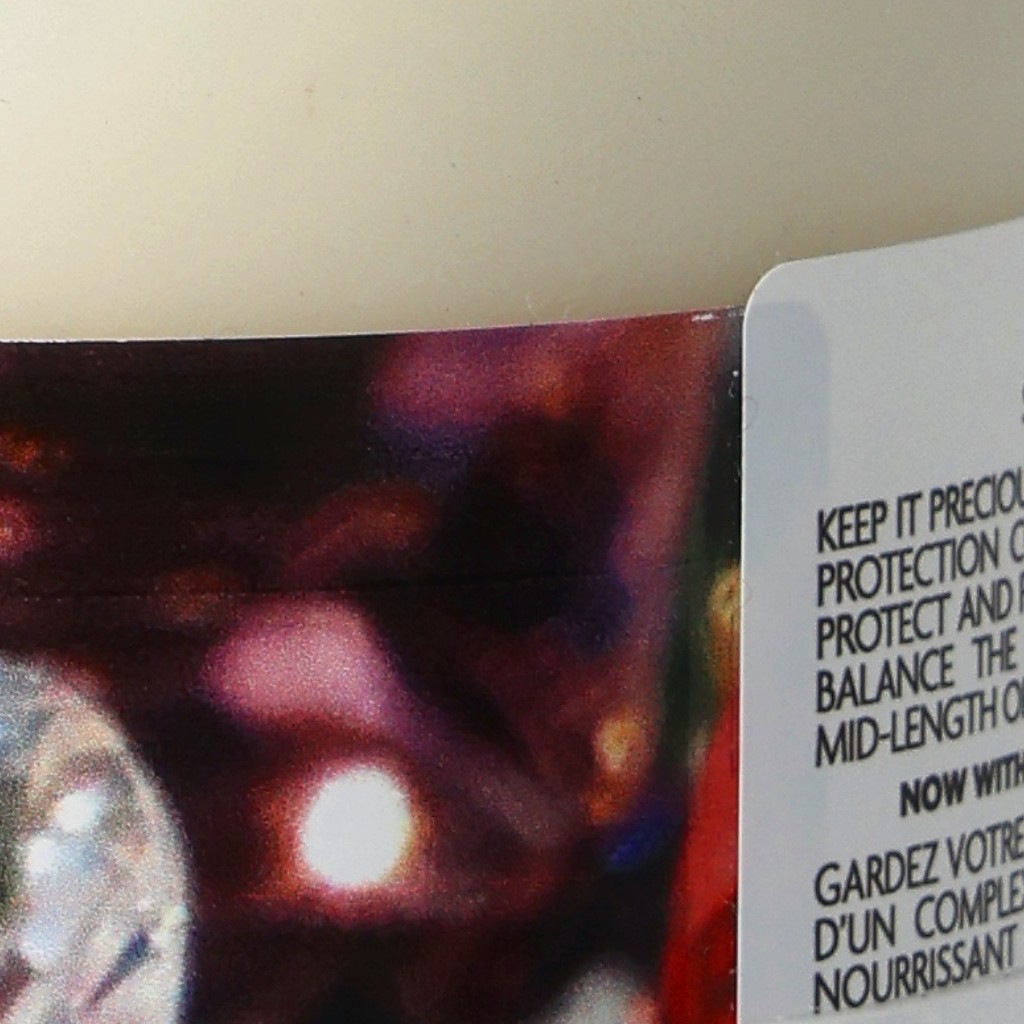 KEEP IT PRECIOU
PROTECTION
PROTECT AND
BALANCE THE
MID-LENGTH
NOW WITH
GARDEZ VOTRE
D'UN COMPLE
NOURRISSANT